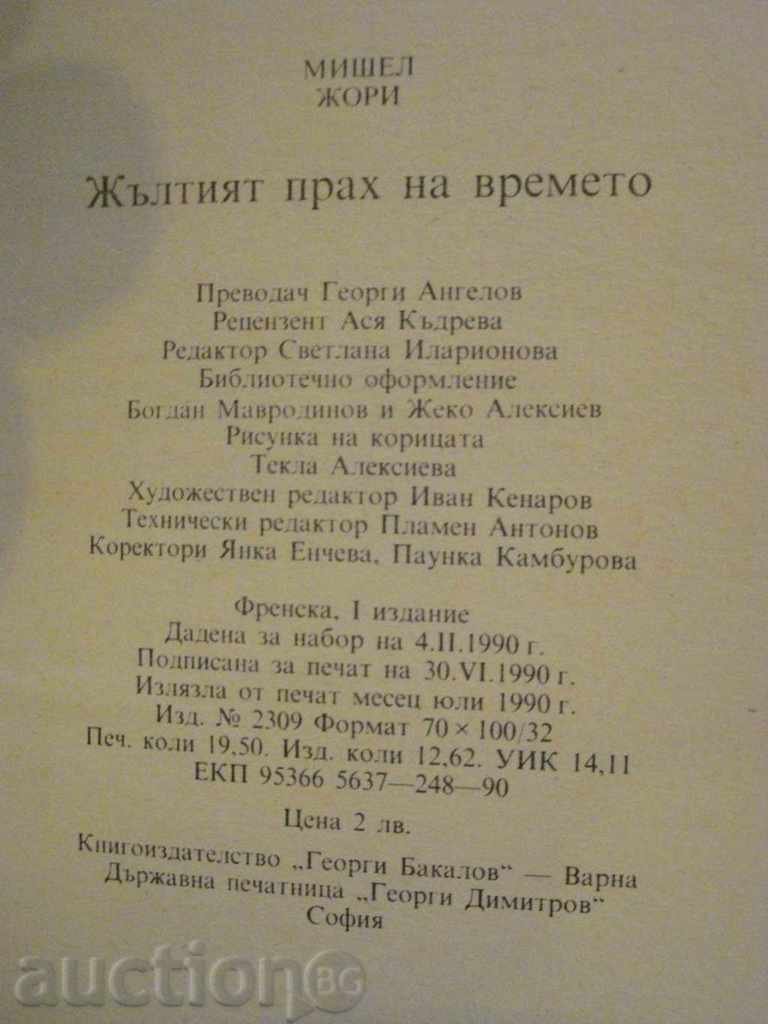 МИШЕЛ
ЖОРИ
Жълтият прах на времето
Преводач Георги Ангелов
Рецензент Ася Къдрева
Редактор Светлана Иларионова
Библиотечно оформление
Богдан Мавродинов и Жеко Алексиев
Рисунка на корицата
Текла Алексиева
Художествен редактор Иван Кенаров
Технически редактор Пламен Антонов
Коректори Янка Енчева, Паунка Камбурова
Френска, I издание
Дадена за набор на 4.II.1990 г.
Подписана за печат на 30.VI.1990 г.
Излязла от печат месец юли 1990 г.
Изд. № 2309 Формат 70×100/32
Печ. коли 19,50. Изд. коли 12,62. УИК 14,11
ЕКП 95366 5637—248—90
Цена 2 лв.
Книгоиздателство „Георги Бакалов“ — Варна
Държавна печатница „Георги Димитров“
София
auction BG